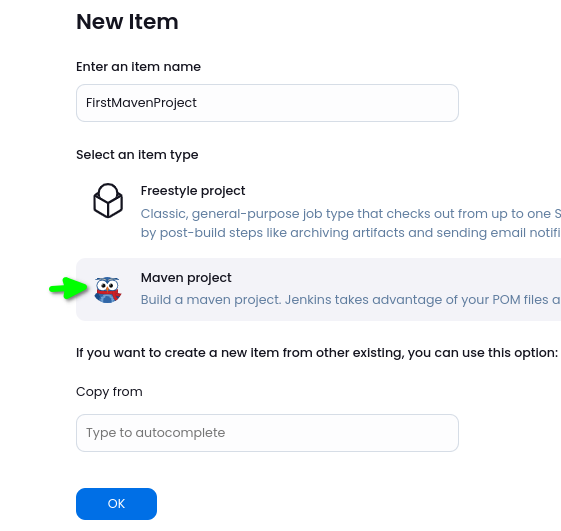 New Item
Enter an item name
FirstMavenProject
Select an item type
Freestyle project
Classic, general-purpose job type that checks out from up to one S
by post-build steps like archiving artifacts and sending email notifi
Maven project
Build a maven project. Jenkins takes advantage of your POM files a
If you want to create a new item from other existing, you can use this option:
Copy from
Type to autocomplete
OK